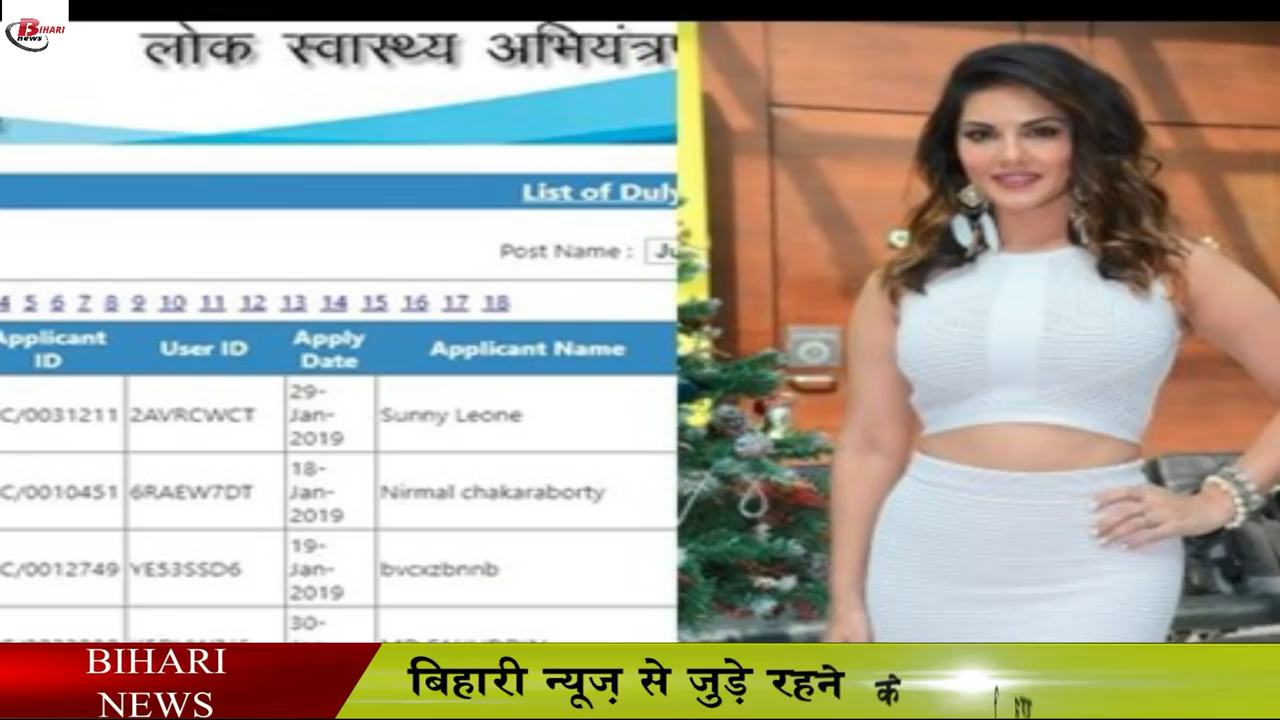 BIHARI
news
लोक स्वास्थ्य अभियंत्र
List of Duly
Post Name :
4 5 6 7 8 9 10 11 12 13 14 15 16 17 18
Applicant ID User ID Apply Date Applicant Name
C/0031211 2AVRCWCT 29-Jan-2019 Sunny Leone
C/0010451 6RAEW7DT 18-Jan-2019 Nirmal chakaraborty
C/0012749 YE53SSD6 19-Jan-2019 bvcxzbnnb
30-
BIHARI
NEWS
बिहारी न्यूज़ से जुड़े रहने के